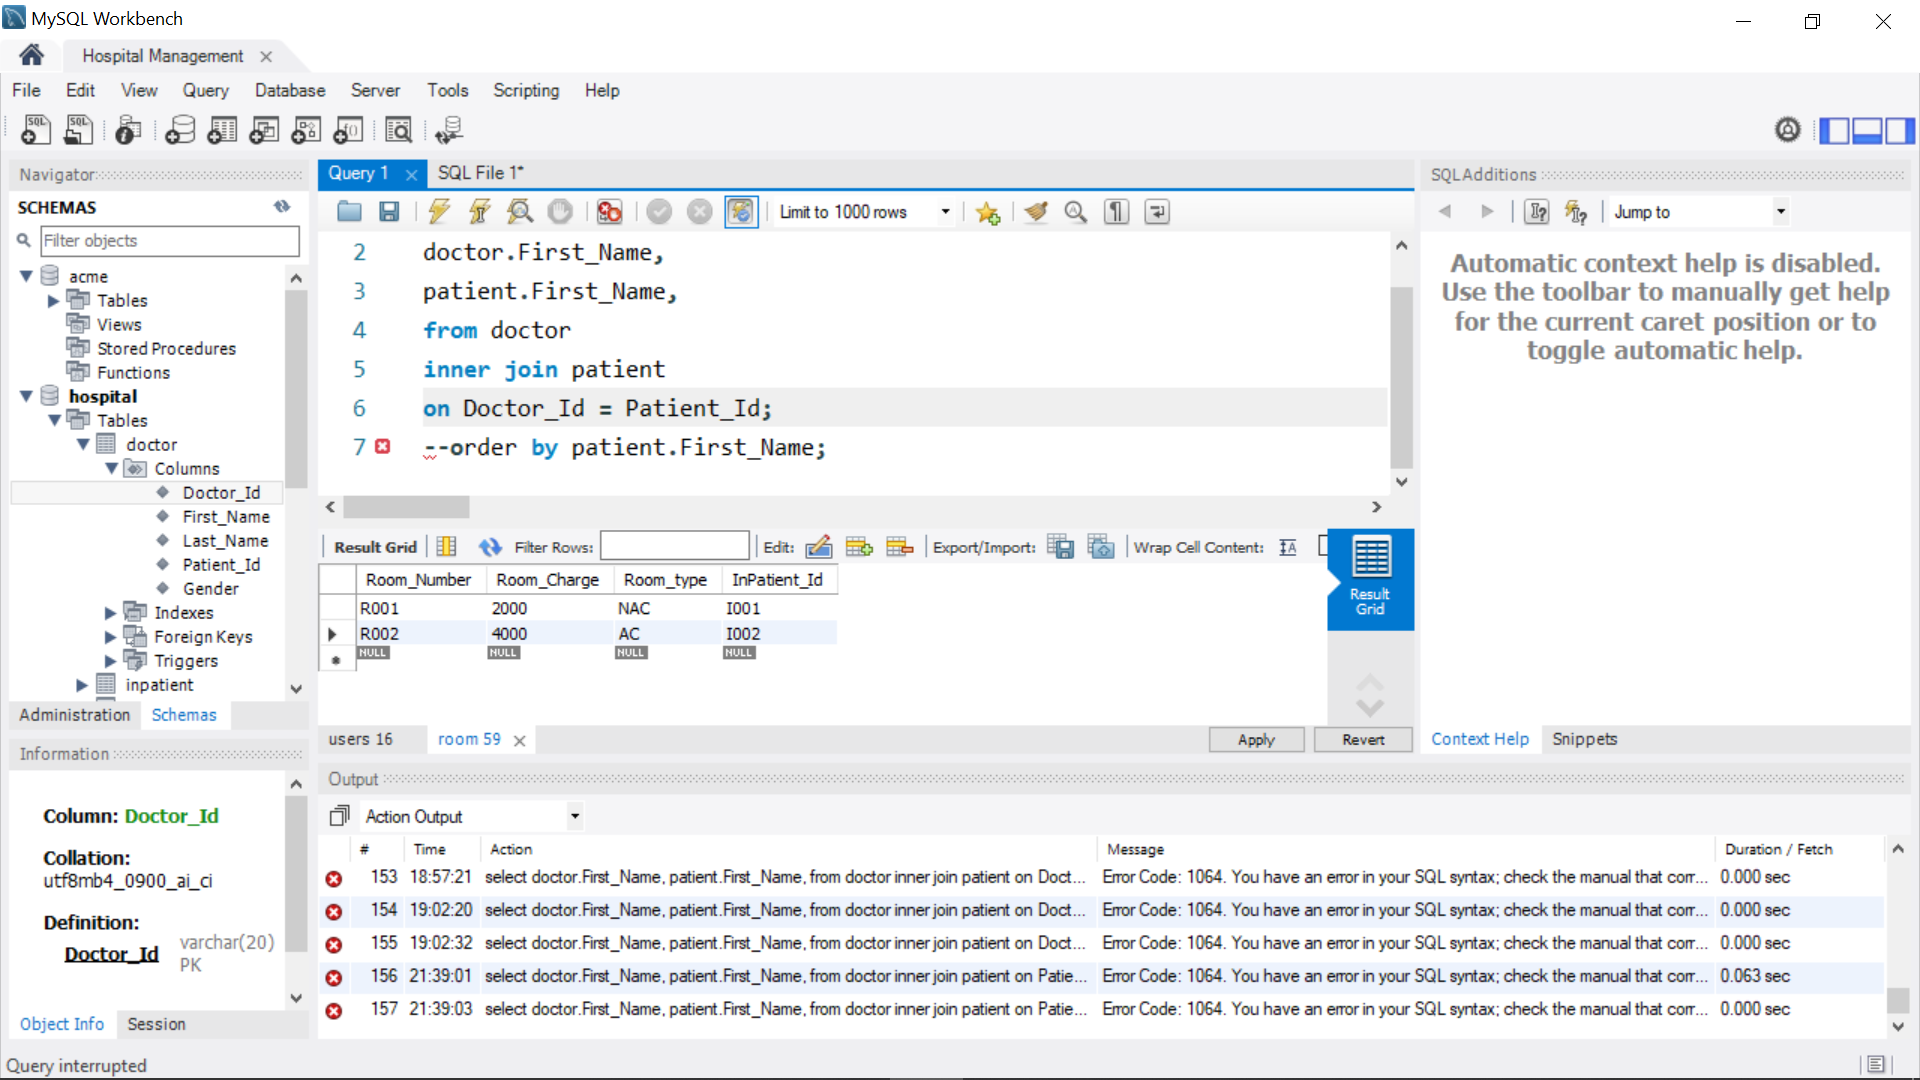 MySQL Workbench
Hospital Management
File Edit View Query Database Server Tools Scripting Help
Navigator
SCHEMAS
Filter objects
acme
Tables
Views
Stored Procedures
Functions
hospital
Tables
doctor
Columns
Doctor_Id
First_Name
Last_Name
Patient_Id
Gender
Indexes
Foreign Keys
Triggers
inpatient
Administration Schemas
Information
Column: Doctor_Id
Collation:
utf8mb4_0900_ai_ci
Definition:
Doctor_Id varchar(20)
PK
Object Info Session
Query interrupted
Query 1 SQL File 1*
Limit to 1000 rows
2 doctor.First_Name,
3 patient.First_Name,
4 from doctor
5 inner join patient
6 on Doctor_Id = Patient_Id;
7 --order by patient.First_Name;
Result Grid Filter Rows: Edit: Export/Import: Wrap Cell Content:
Room_Number Room_Charge Room_type InPatient_Id
R001 2000 NAC I001
R002 4000 AC I002
NULL NULL NULL NULL
Result
Grid
users 16 room 59 Apply Revert
SQLAdditions
Jump to
Automatic context help is disabled.
Use the toolbar to manually get help
for the current caret position or to
toggle automatic help.
Context Help Snippets
Output
Action Output
# Time Action Message Duration / Fetch
153 18:57:21 select doctor.First_Name, patient.First_Name, from doctor inner join patient on Doct... Error Code: 1064. You have an error in your SQL syntax; check the manual that corr... 0.000 sec
154 19:02:20 select doctor.First_Name, patient.First_Name, from doctor inner join patient on Doct... Error Code: 1064. You have an error in your SQL syntax; check the manual that corr... 0.000 sec
155 19:02:32 select doctor.First_Name, patient.First_Name, from doctor inner join patient on Doct... Error Code: 1064. You have an error in your SQL syntax; check the manual that corr... 0.000 sec
156 21:39:01 select doctor.First_Name, patient.First_Name, from doctor inner join patient on Patie... Error Code: 1064. You have an error in your SQL syntax; check the manual that corr... 0.063 sec
157 21:39:03 select doctor.First_Name, patient.First_Name, from doctor inner join patient on Patie... Error Code: 1064. You have an error in your SQL syntax; check the manual that corr... 0.000 sec